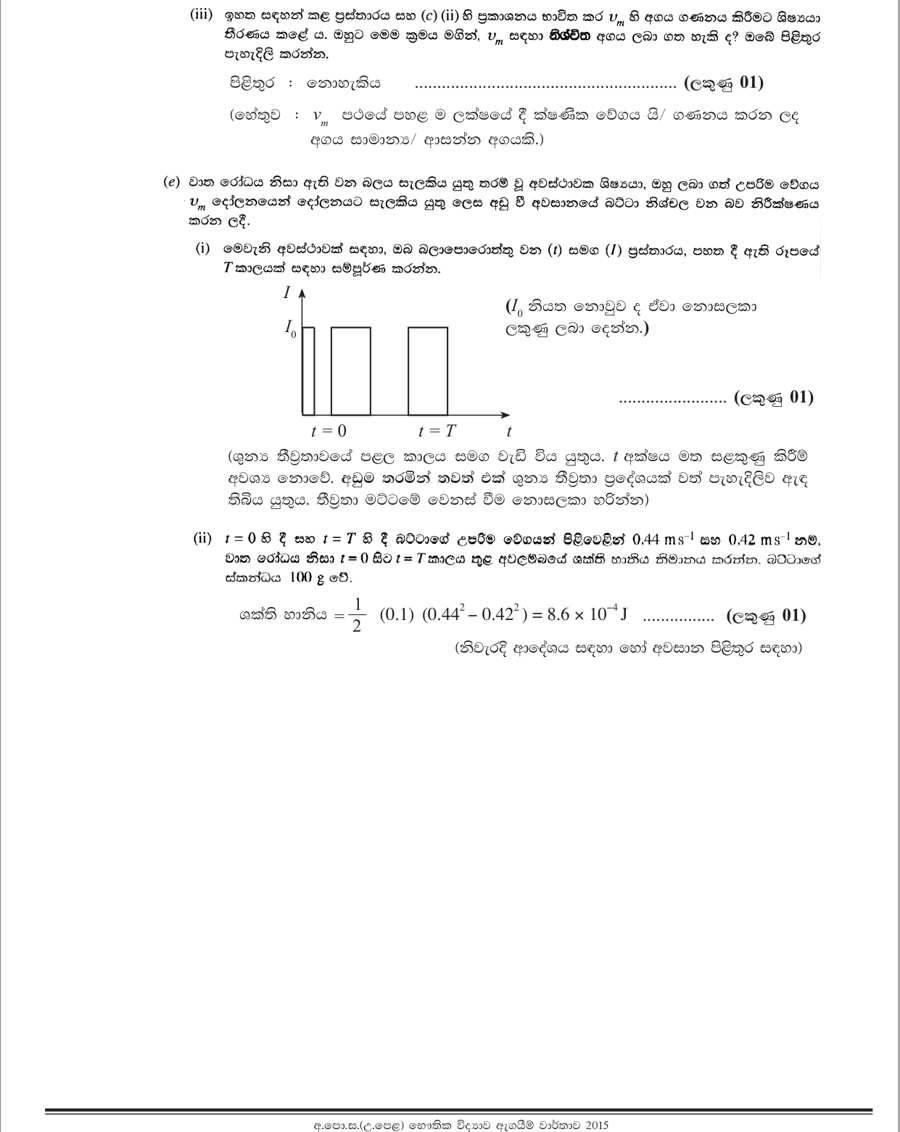 (iii) ඉහත සඳහන් කළ ප්‍රස්තාරය සහ (c) (ii) හි ප්‍රකාශනය භාවිත කර vm හි අගය ගණනය කිරීමට ශිෂ්‍යයා
තීරණය කළේ ය. ඔහුට මෙම ක්‍රමය මගින්, vm සඳහා නිශ්චිත අගය ලබා ගත හැකි ද? ඔබේ පිළිතුර
පැහැදිලි කරන්න.
පිළිතුර : නොහැකිය .......................................................... (ලකුණු 01)
(හේතුව : vm පථයේ පහළ ම ලක්ෂයේ දී ක්ෂණික වේගය යි/ ගණනය කරන ලද
අගය සාමාන්‍ය/ ආසන්න අගයකි.)
(e) වාත රෝධය නිසා ඇති වන බලය සැලකිය යුතු තරම් වූ අවස්ථාවක ශිෂ්‍යයා, ඔහු ලබා ගත් උපරිම වේගය
vm දෝලනයෙන් දෝලනයට සැලකිය යුතු ලෙස අඩු වී අවසානයේ බට්ටා නිශ්චල වන බව නිරීක්ෂණය
කරන ලදී.
(i) මෙවැනි අවස්ථාවක් සඳහා, ඔබ බලාපොරොත්තු වන (t) සමග (I) ප්‍රස්තාරය, පහත දී ඇති රූපයේ
T කාලයක් සඳහා සම්පූර්ණ කරන්න.
I
I0
(I0 නියත නොවුව ද ඒවා නොසලකා
ලකුණු ලබා දෙන්න.)
........................ (ලකුණු 01)
t = 0 t = T t
(ශුන්‍ය තීව්‍රතාවයේ පළල කාලය සමග වැඩි විය යුතුය. t අක්ෂය මත සළකුණු කිරීම්
අවශ්‍ය නොවේ. අඩුම තරමින් තවත් එක් ශුන්‍ය තීව්‍රතා ප්‍රදේශයක් වත් පැහැදිලිව ඇඳ
තිබිය යුතුය. තීව්‍රතා මට්ටමේ වෙනස් වීම නොසලකා හරින්න)
(ii) t = 0 හි දී සහ t = T හි දී බට්ටාගේ උපරිම වේගයන් පිළිවෙළින් 0.44 m s⁻¹ සහ 0.42 m s⁻¹ නම්,
වාත රෝධය නිසා t = 0 සිට t = T කාලය තුළ අවලම්බයේ ශක්ති හානිය නිමානය කරන්න. බට්ටාගේ
ස්කන්ධය 100 g වේ.
ශක්ති හානිය = 1/2 (0.1) (0.44² – 0.42²) = 8.6 × 10⁻⁴ J ................ (ලකුණු 01)
(නිවැරදි ආදේශය සඳහා හෝ අවසාන පිළිතුර සඳහා)
අ.පො.ස.(උ.පෙළ) භෞතික විද්‍යාව ඇගයීම් වාර්තාව 2015